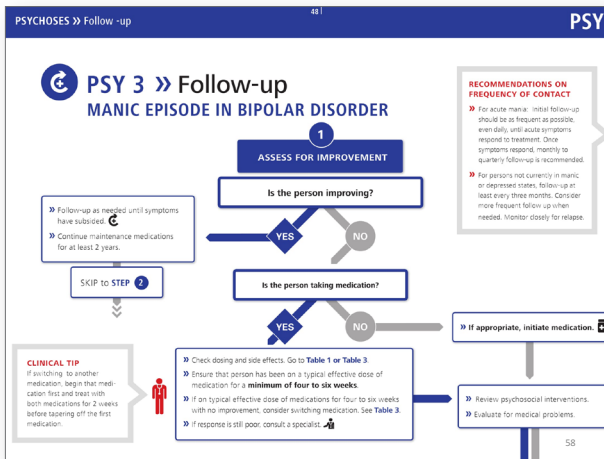 PSYCHOSES » Follow -up
48
PSY
PSY 3 » Follow-up
MANIC EPISODE IN BIPOLAR DISORDER
1
ASSESS FOR IMPROVEMENT
RECOMMENDATIONS ON
FREQUENCY OF CONTACT
» For acute mania: Initial follow-up
should be as frequent as possible,
even daily, until acute symptoms
respond to treatment. Once
symptoms respond, monthly to
quarterly follow-up is recommended.
» For persons not currently in manic
or depressed states, follow-up at
least every three months. Consider
more frequent follow up when
needed. Monitor closely for relapse.
Is the person improving?
» Follow-up as needed until symptoms
have subsided.
» Continue maintenance medications
for at least 2 years.
YES
NO
SKIP to STEP 2
Is the person taking medication?
YES
NO
» If appropriate, initiate medication.
CLINICAL TIP
If switching to another
medication, begin that medi-
cation first and treat with
both medications for 2 weeks
before tapering off the first
medication.
» Check dosing and side effects. Go to Table 1 or Table 3.
» Ensure that person has been on a typical effective dose of
medication for a minimum of four to six weeks.
» If on typical effective dose of medications for four to six weeks
with no improvement, consider switching medication. See Table 3.
» If response is still poor, consult a specialist.
» Review psychosocial interventions.
» Evaluate for medical problems.
58